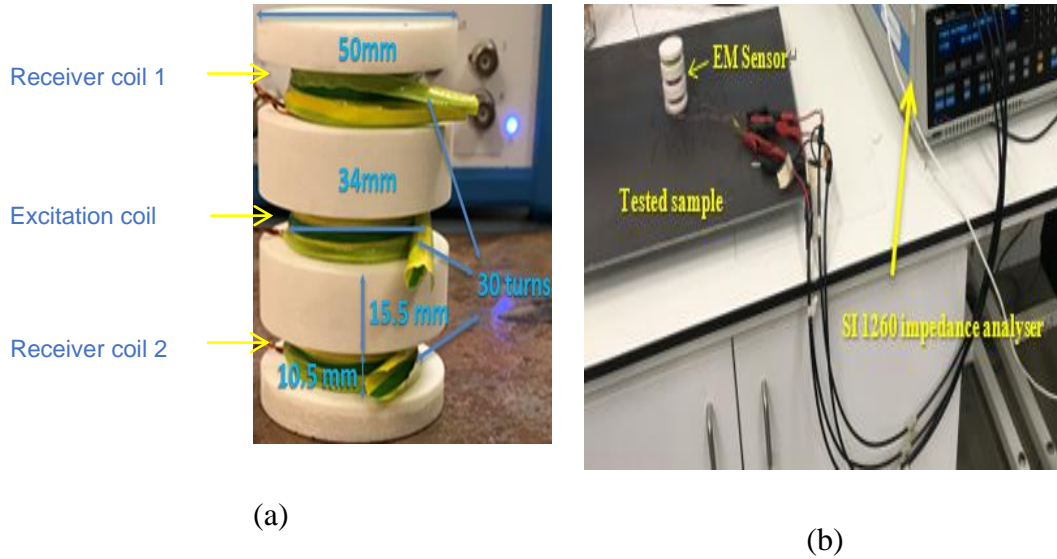 Receiver coil 1
Excitation coil
Receiver coil 2
50mm
34mm
30 turns
15.5 mm
10.5 mm
(a)
EM Sensor
Tested sample
SI 1260 impedance analyser
(b)